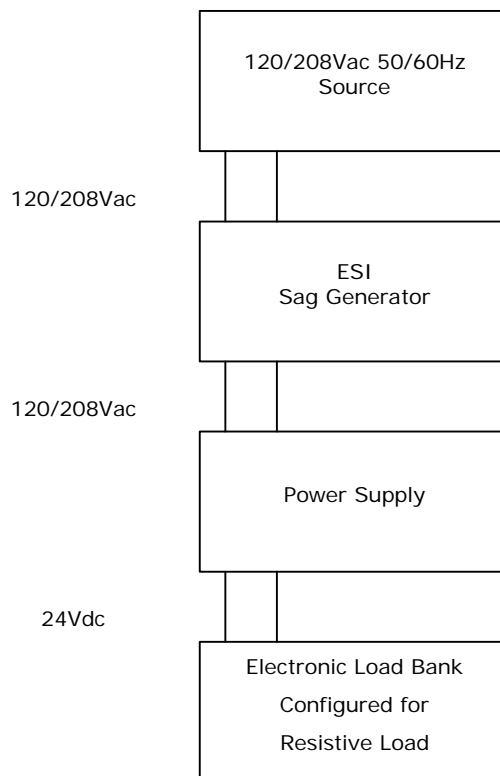 120/208Vac 50/60Hz
Source
120/208Vac
ESI
Sag Generator
120/208Vac
Power Supply
24Vdc
Electronic Load Bank
Configured for
Resistive Load